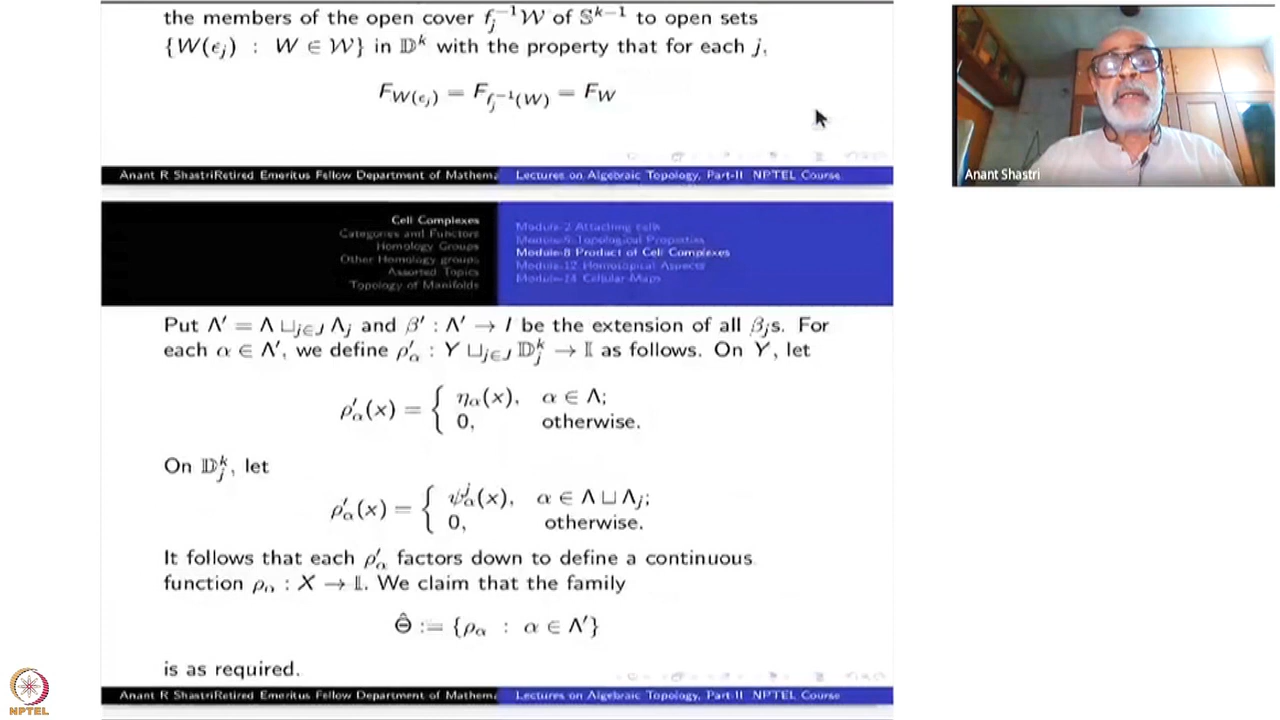 the members of the open cover f_j^{-1} 𝒲 of 𝕊^{k-1} to open sets
{W(ϵ_j) : W ∈ 𝒲} in 𝔻^k with the property that for each j,
F_{W(ϵ_j)} = F_{f_j^{-1}(W)} = F_W
Anant Shastri
Anant R ShastriRetired Emeritus Fellow Department of Mathema
Lectures on Algebraic Topology, Part-II NPTEL Course
Cell Complexes
Categories and Functors
Homology Groups
Other Homology groups
Assorted Topics
Topology of Manifolds
Module-2 Attaching cells
Topological Properties
Module-8 Product of Cell Complexes
Module-12 Homological Aspects
Module-14 Cellular Maps
Put Λ′ = Λ ⊔_{j∈J} Λ_j and β′ : Λ′ → I be the extension of all β_js. For
each α ∈ Λ′, we define ρ′_α : Y ⊔_{j∈J} 𝔻^k_j → 𝕀 as follows. On Y, let
ρ′_α(x) = { η_α(x), α ∈ Λ;
0, otherwise.
On 𝔻^k_j, let
ρ′_α(x) = { ψ^j_α(x), α ∈ Λ ⊔ Λ_j;
0, otherwise.
It follows that each ρ′_α factors down to define a continuous
function ρ_α : X → 𝕀. We claim that the family
Θ̂ := {ρ_α : α ∈ Λ′}
is as required.
Anant R ShastriRetired Emeritus Fellow Department of Mathema
Lectures on Algebraic Topology, Part-II NPTEL Course
NPTEL